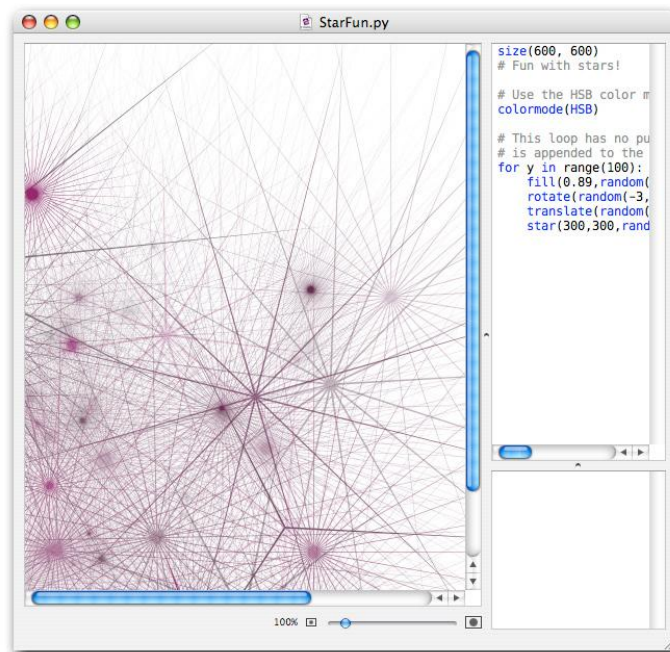 StarFun.py
size(600, 600)
# Fun with stars!
# Use the HSB color m
colormode(HSB)
# This loop has no pu
# is appended to the
for y in range(100):
fill(0.89,random(
rotate(random(-3,
translate(random(
star(300,300,rand
100%